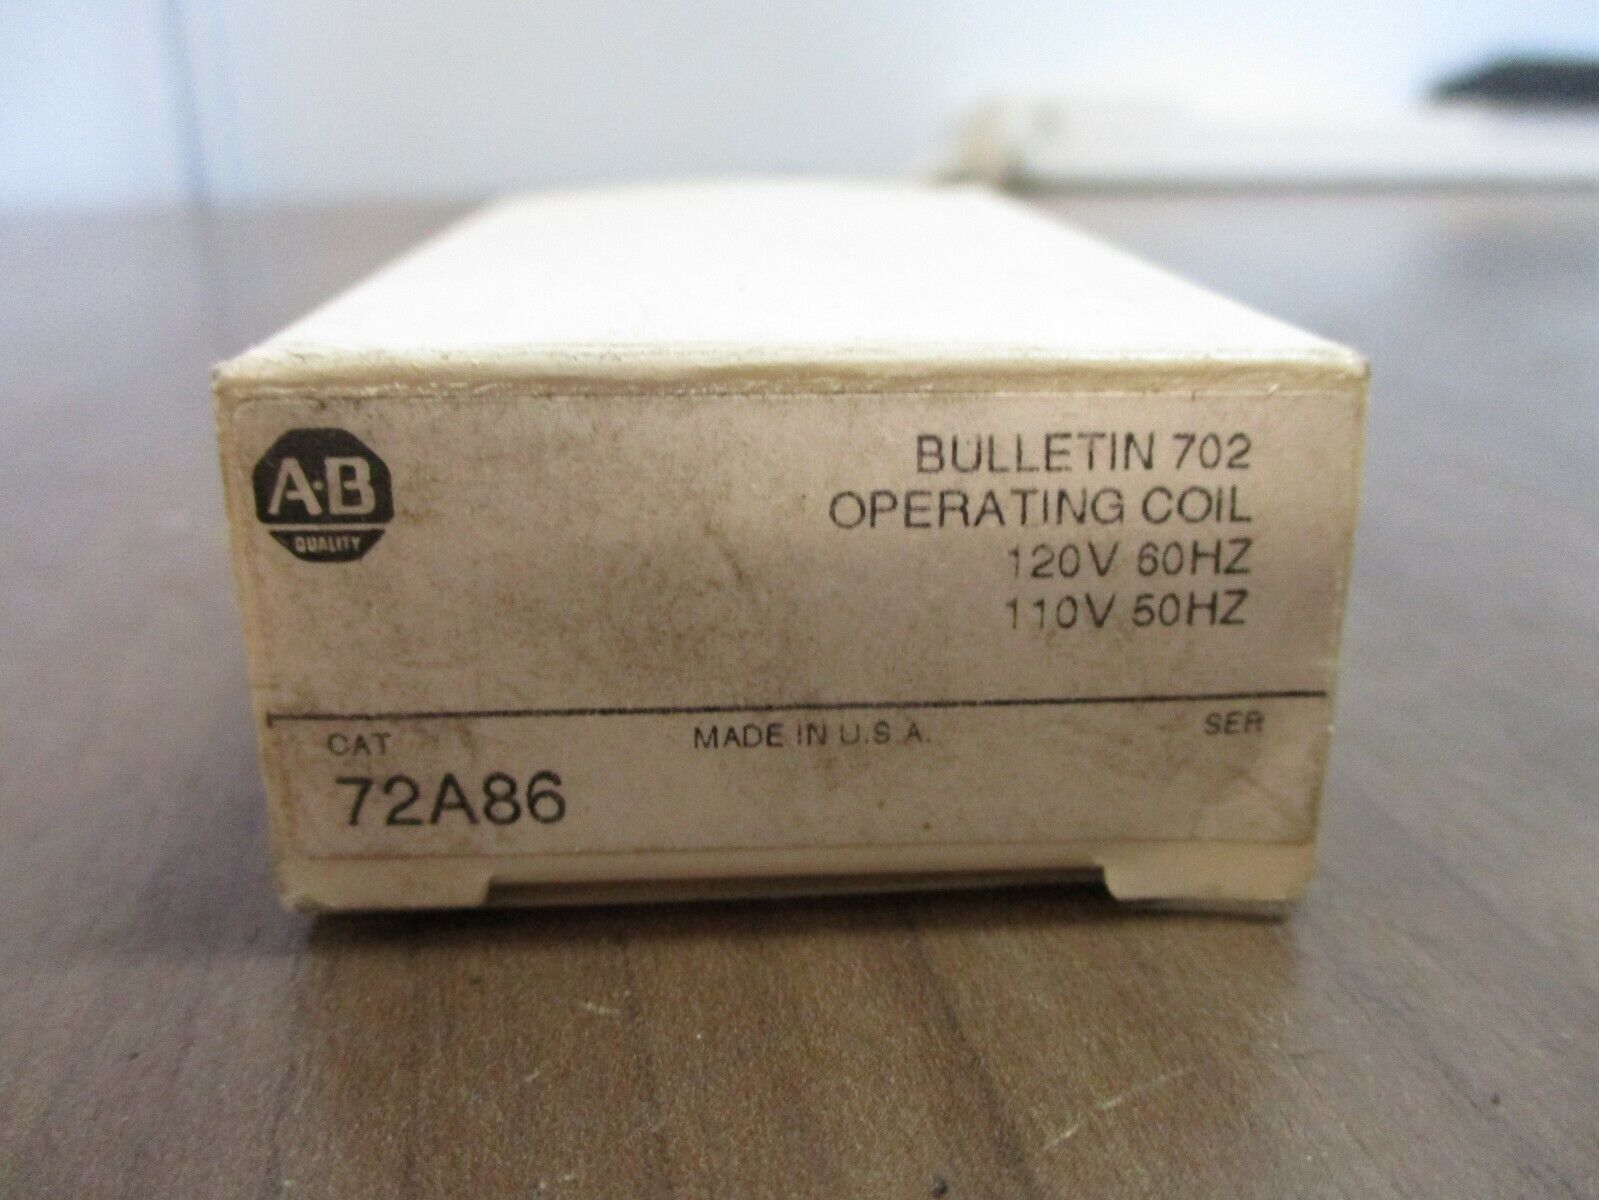 A-B
QUALITY
BULLETIN 702
OPERATING COIL
120V 60HZ
110V 50HZ
CAT
MADE IN U.S.A.
SER
72A86